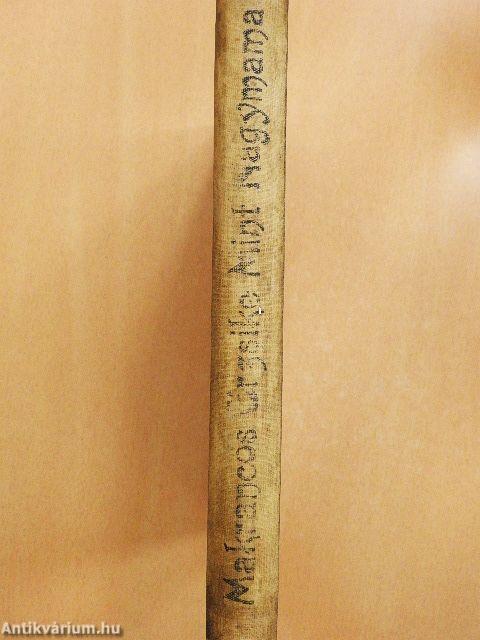 Makrancos Örzsike Mint Nagymama
Antikvárium.hu